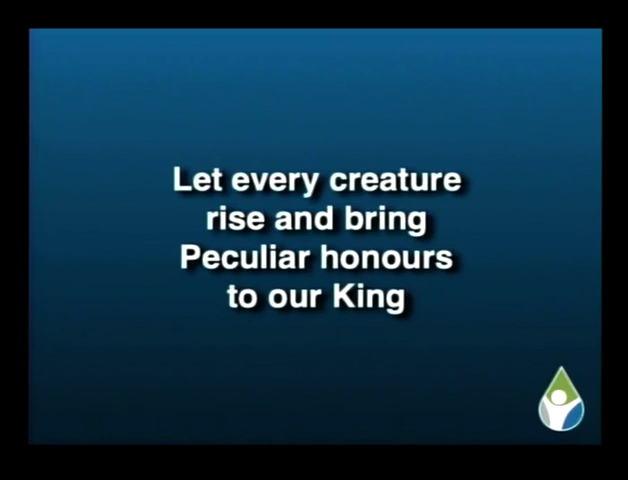 Let every creature
rise and bring
Peculiar honours
to our King